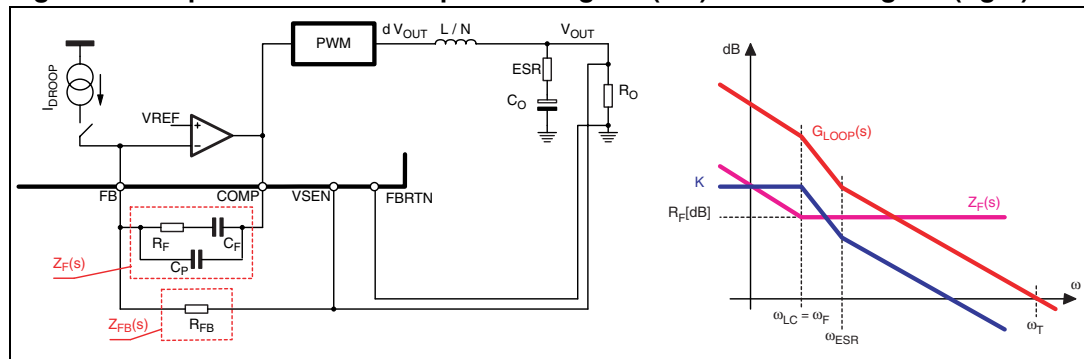 PWM
d VOUT
L / N
VOUT
ESR
CO
RO
IDROOP
VREF
+
−
FB
COMP
VSEN
FBRTN
RF
CF
CP
ZF(s)
ZFB(s)
RFB
dB
GLOOP(s)
K
RF[dB]
ZF(s)
ω
ωLC = ωF
ωESR
ωT